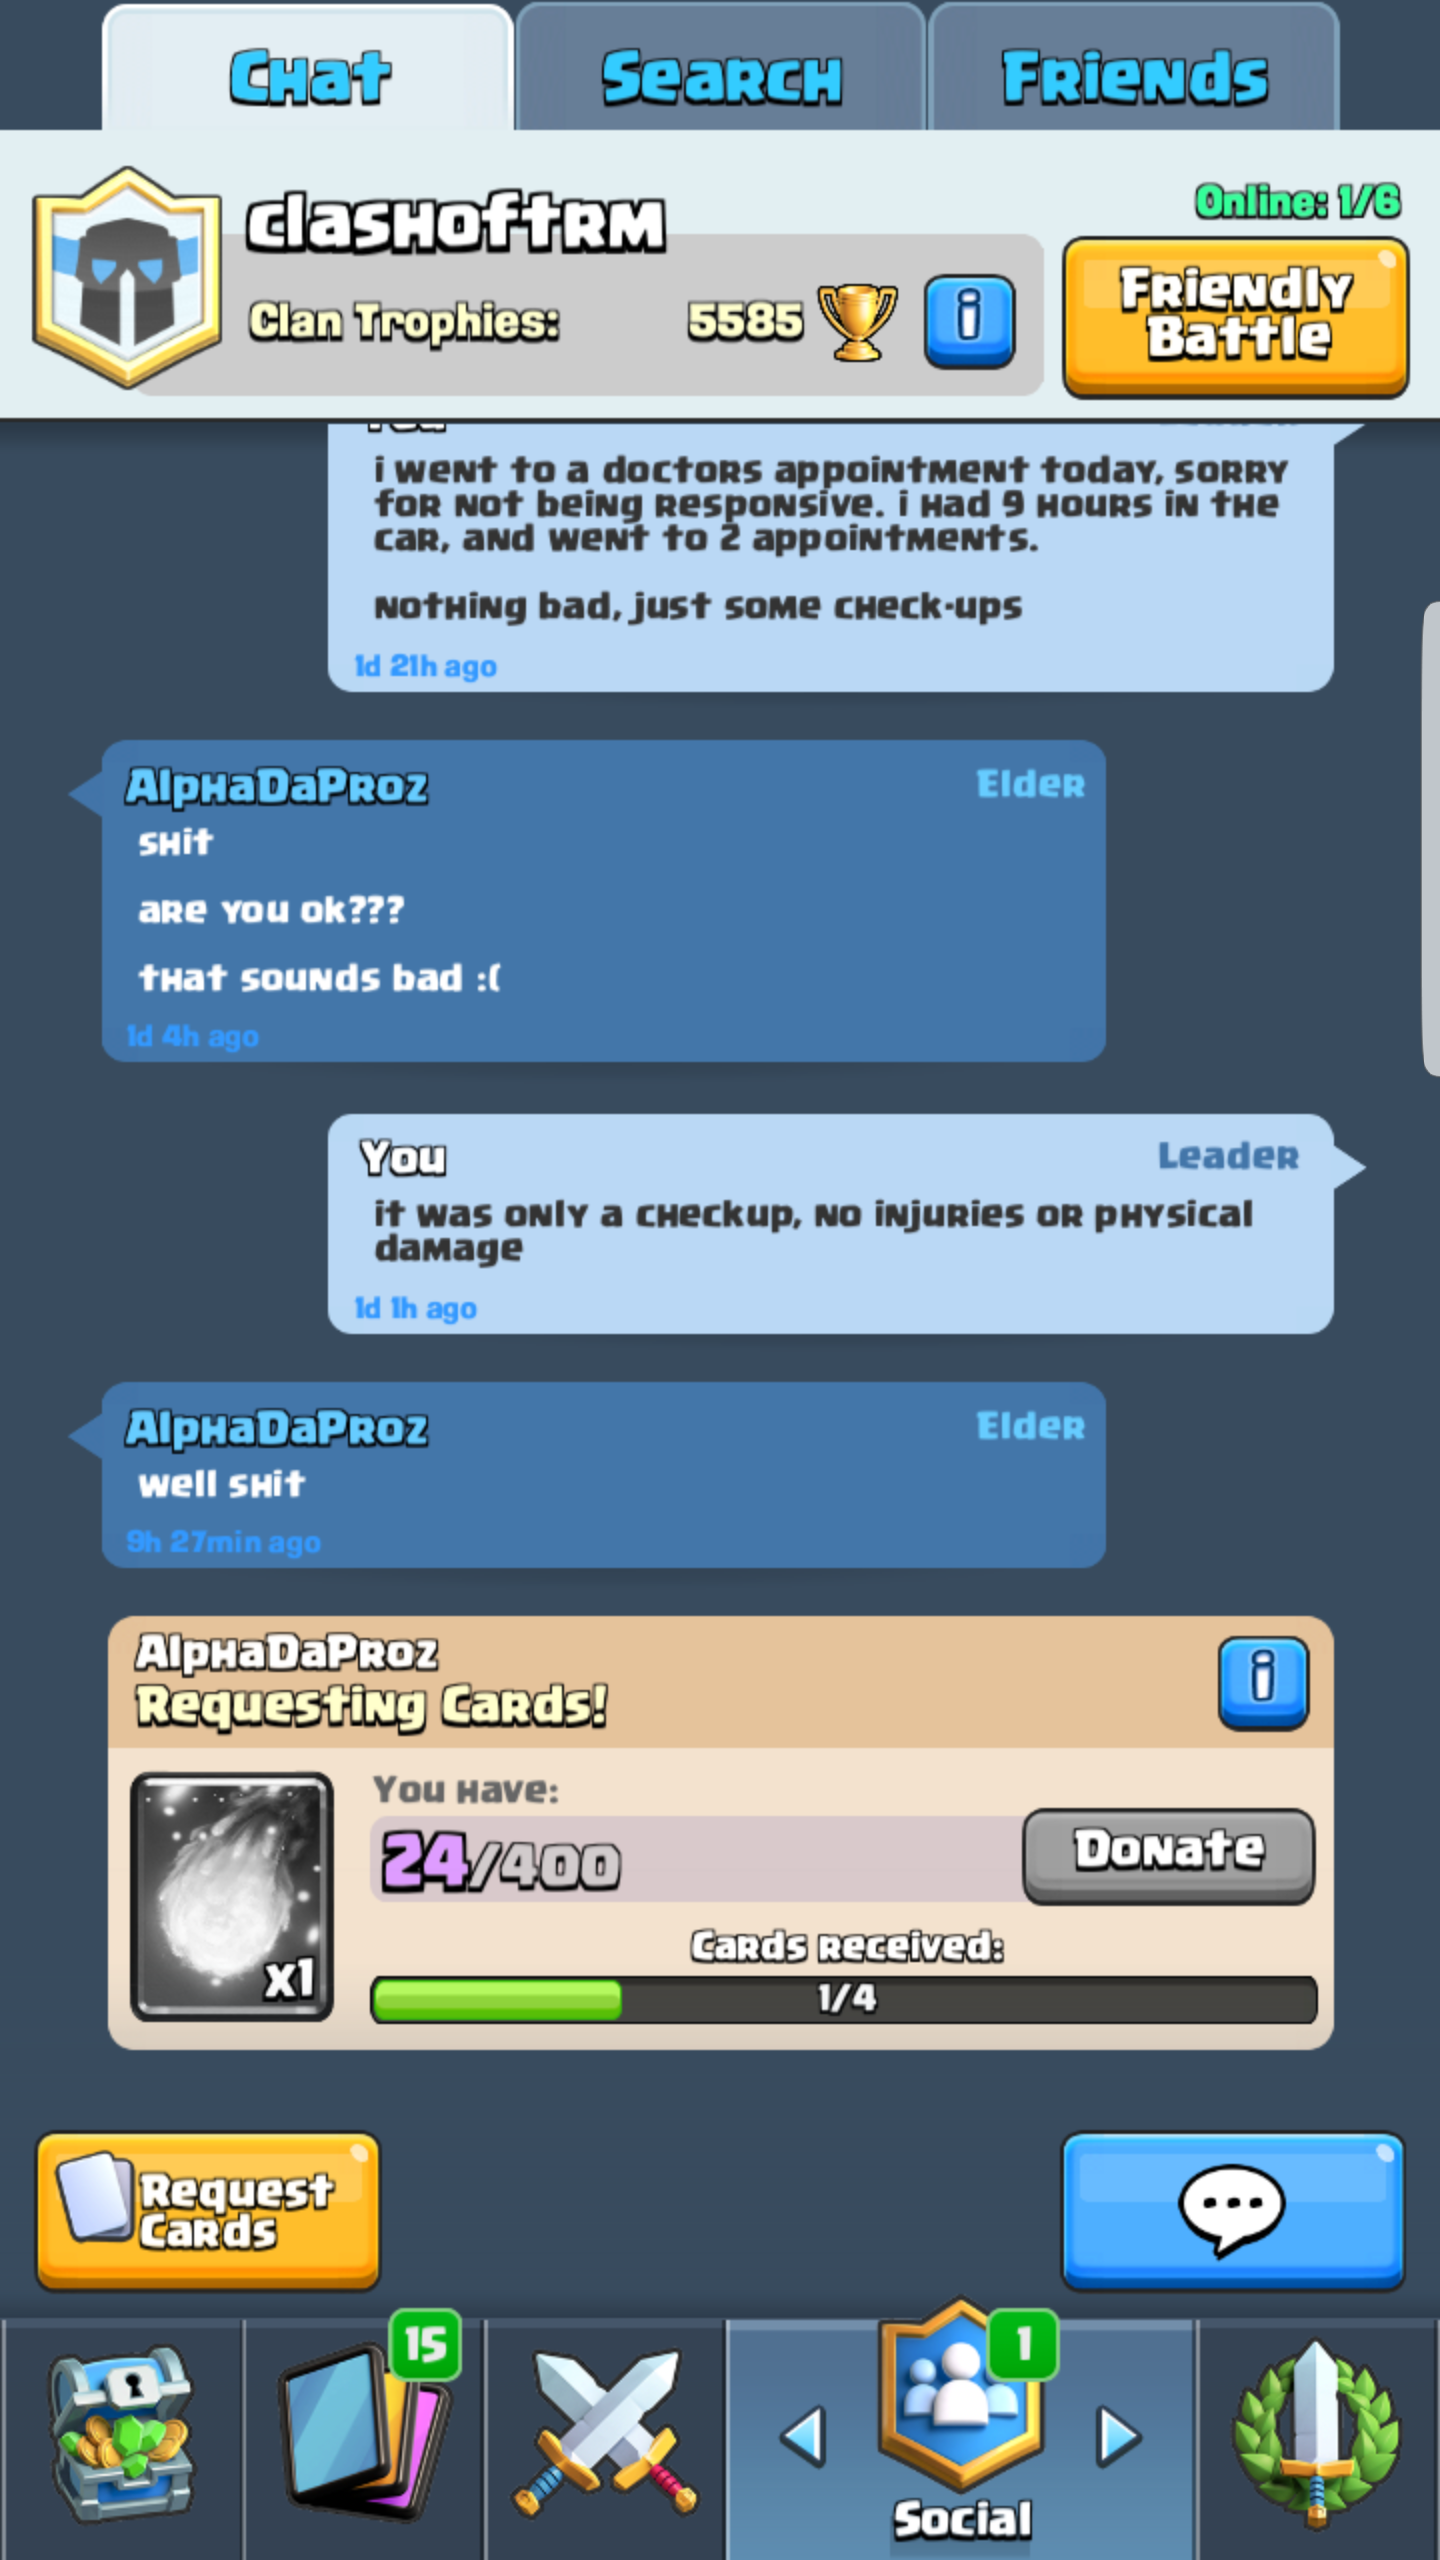 Chat
Search
Friends
clashoftrm
Online: 1/6
Clan Trophies:
5585
i
Friendly
Battle
i went to a doctors appointment today, sorry
for not being responsive. i had 9 hours in the
car, and went to 2 appointments.
nothing bad, just some check-ups
1d 21h ago
AlphaDaProz
Elder
shit
are you ok???
that sounds bad :(
1d 4h ago
You
Leader
it was only a checkup, no injuries or physical
damage
1d 1h ago
AlphaDaProz
Elder
well shit
9h 27min ago
AlphaDaProz
Requesting Cards!
i
You have:
24/400
Donate
x1
Cards received:
1/4
Request
Cards
15
1
Social